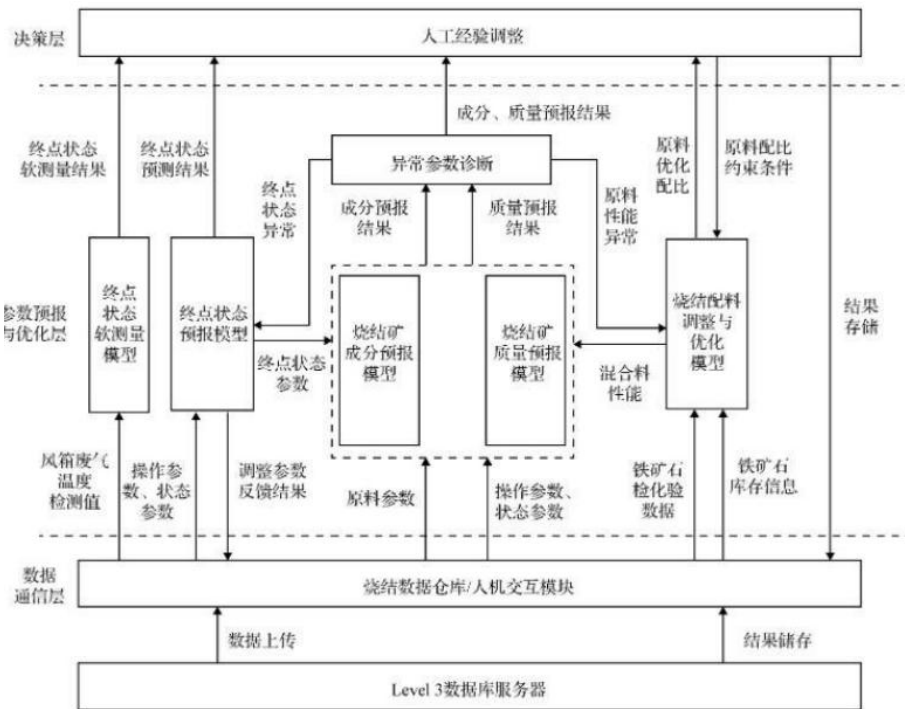 决策层
人工经验调整
成分、质量预报结果
终点状态
软测量结果
终点状态
预测结果
异常参数诊断
原料
优化
配比
原料配比
约束条件
终点
状态
异常
成分预报
结果
质量预报
结果
原料
性能
异常
参数预报
与优化层
终点
状态
软测量
模型
终点状态
预报模型
烧结矿
成分预报
模型
烧结矿
质量预报
模型
烧结配料
调整与
优化
模型
结果
存储
终点状态
参数
混合料
性能
风箱废气
温度
检测值
操作参
数、状态
参数
调整参数
反馈结果
原料参数
操作参数、
状态参数
铁矿石
检化验
数据
铁矿石
库存信息
数据
通信层
烧结数据仓库/人机交互模块
数据上传
结果储存
Level 3数据库服务器